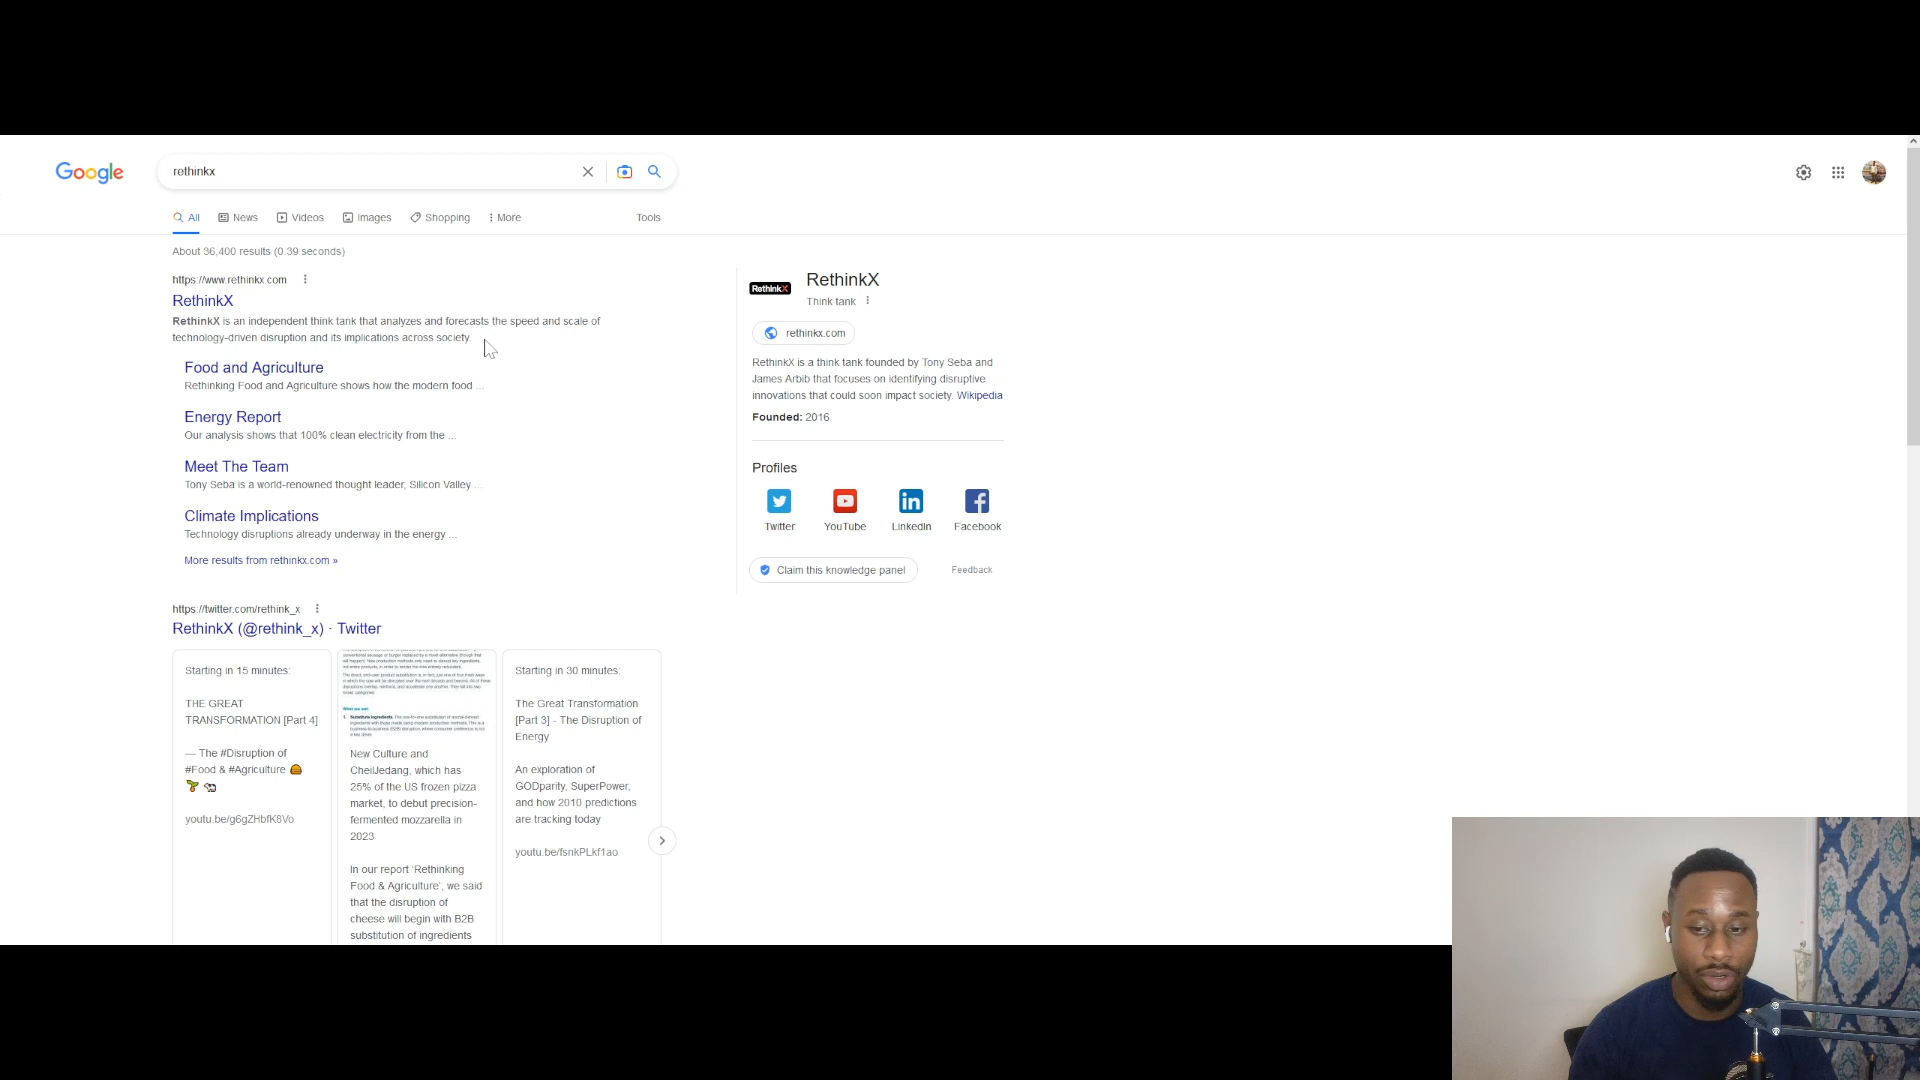 Google
rethinkx
All
News
Videos
Images
Shopping
More
Tools
About 36,400 results (0.39 seconds)
https://www.rethinkx.com
RethinkX
RethinkX is an independent think tank that analyzes and forecasts the speed and scale of
technology-driven disruption and its implications across society.
Food and Agriculture
Rethinking Food and Agriculture shows how the modern food ...
Energy Report
Our analysis shows that 100% clean electricity from the ...
Meet The Team
Tony Seba is a world-renowned thought leader, Silicon Valley ...
Climate Implications
Technology disruptions already underway in the energy ...
More results from rethinkx.com »
https://twitter.com/rethink_x
RethinkX (@rethink_x) · Twitter
Starting in 15 minutes:
THE GREAT
TRANSFORMATION [Part 4]
— The #Disruption of
#Food & #Agriculture
youtu.be/g6gZHbfK8Vo
What we said:
New Culture and
CheilJedang, which has
25% of the US frozen pizza
market, to debut precision-
fermented mozzarella in
2023
In our report 'Rethinking
Food & Agriculture', we said
that the disruption of
cheese will begin with B2B
substitution of ingredients
Starting in 30 minutes:
The Great Transformation
[Part 3] - The Disruption of
Energy
An exploration of
GODparity, SuperPower,
and how 2010 predictions
are tracking today
youtu.be/fsnkPLkf1ao
RethinkX
RethinkX
Think tank
rethinkx.com
RethinkX is a think tank founded by Tony Seba and
James Arbib that focuses on identifying disruptive
innovations that could soon impact society. Wikipedia
Founded: 2016
Profiles
Twitter
YouTube
LinkedIn
Facebook
Claim this knowledge panel
Feedback